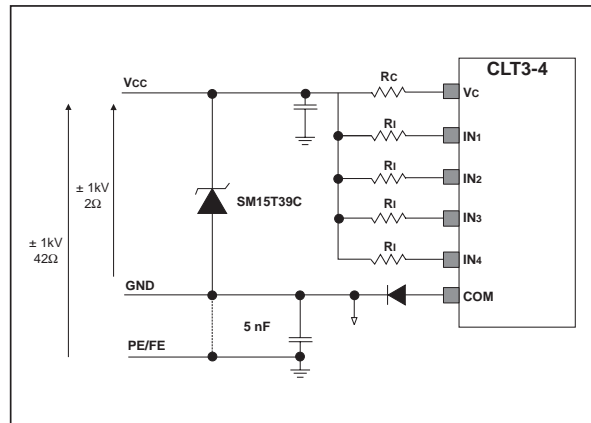 CLT3-4
VCC
RC
VC
RI
IN1
RI
IN2
± 1kV
2Ω
SM15T39C
RI
IN3
± 1kV
42Ω
RI
IN4
GND
COM
5 nF
PE/FE